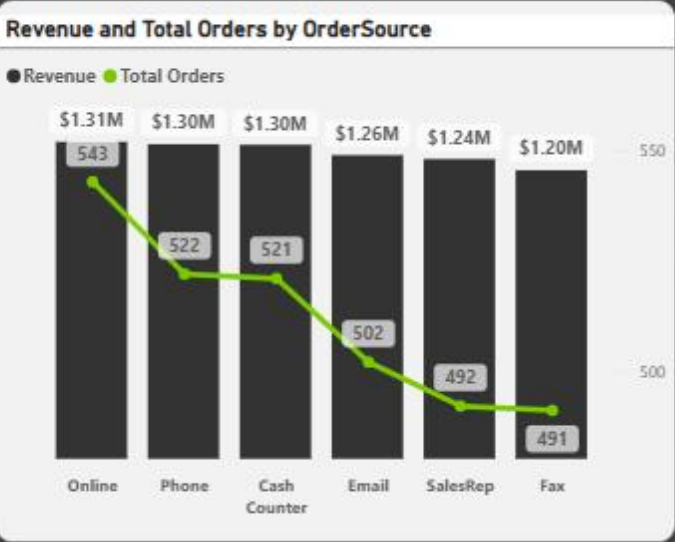 Revenue and Total Orders by OrderSource
Revenue Total Orders
$1.31M $1.30M $1.30M $1.26M $1.24M $1.20M
550
543
522 521
502
500
492
491
Online Phone Cash Counter Email SalesRep Fax